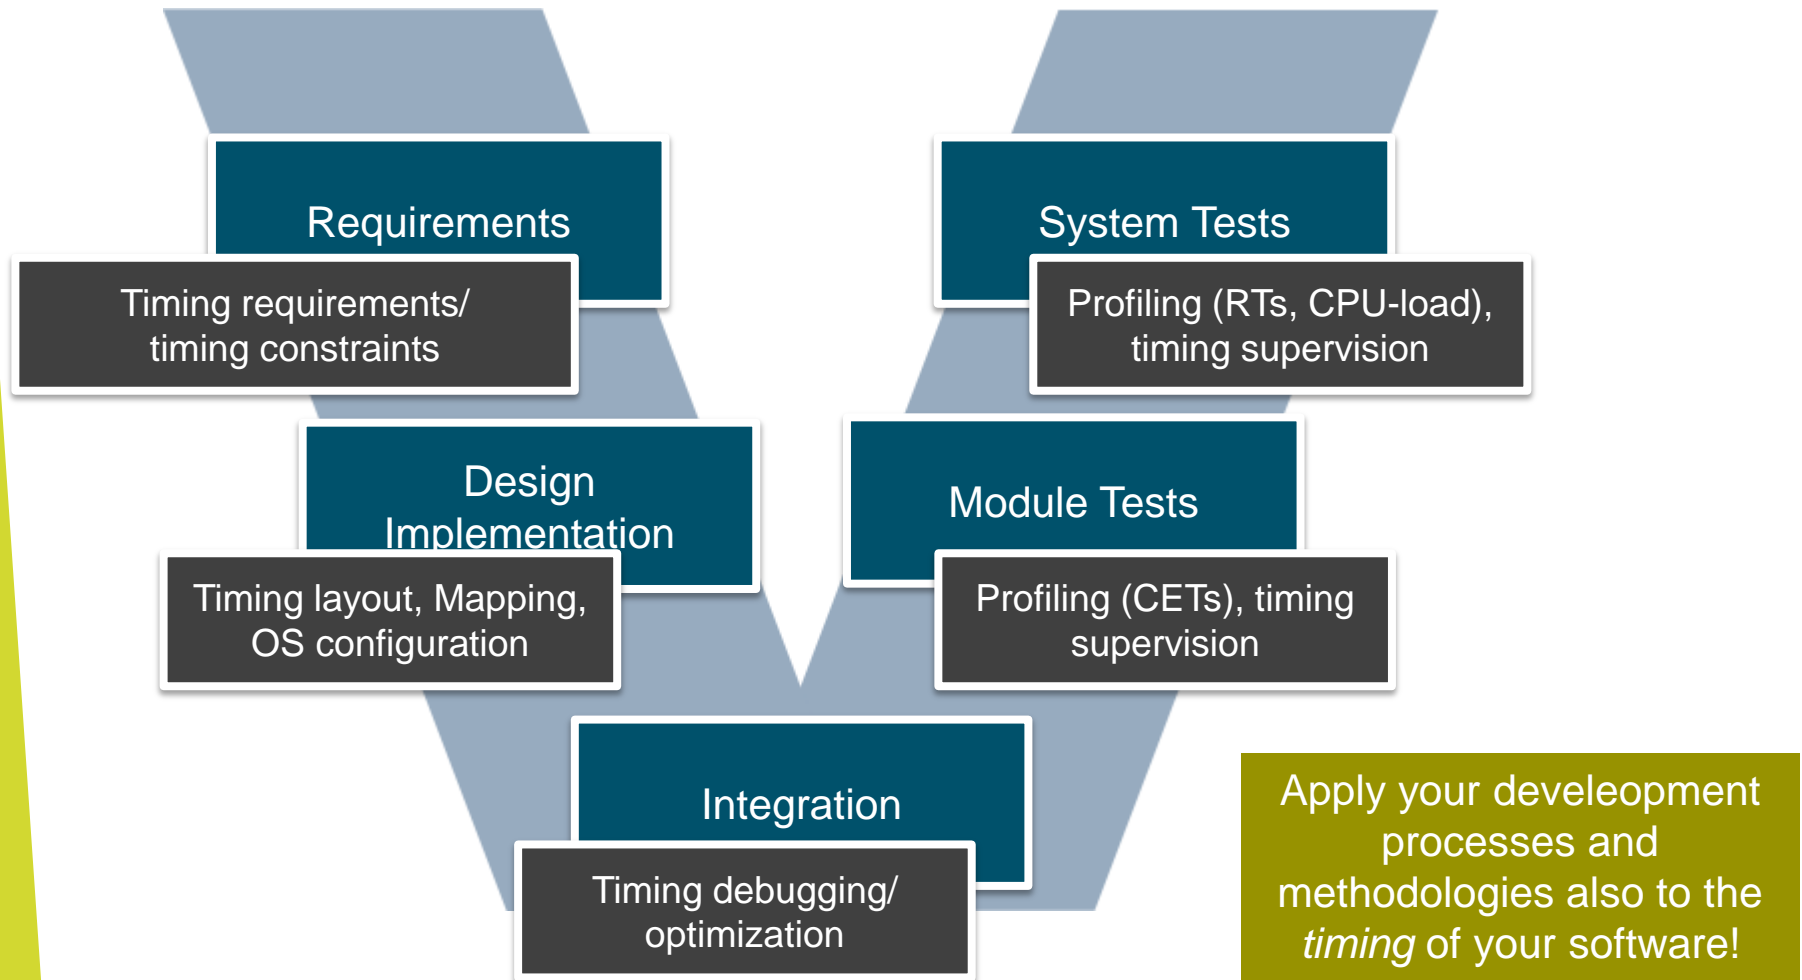 Requirements
Timing requirements/
timing constraints
System Tests
Profiling (RTs, CPU-load),
timing supervision
Design
Implementation
Timing layout, Mapping,
OS configuration
Module Tests
Profiling (CETs), timing
supervision
Integration
Timing debugging/
optimization
Apply your develeopment
processes and
methodologies also to the
timing of your software!